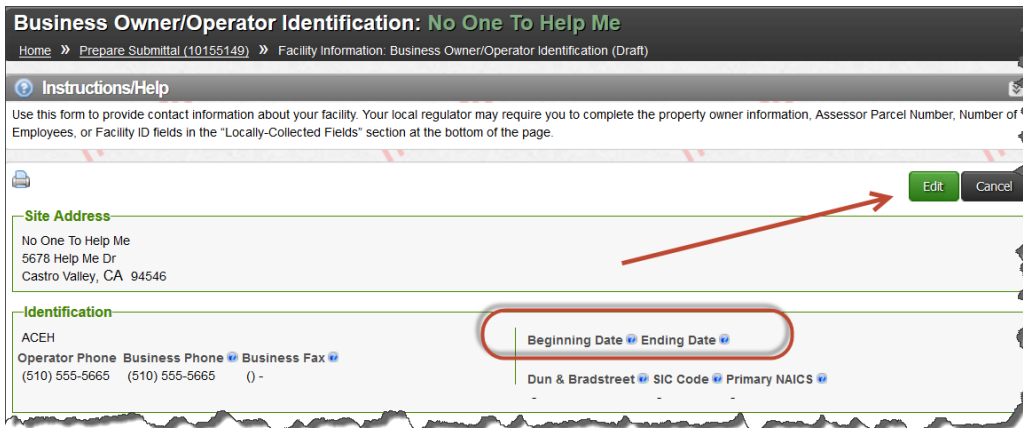 Business Owner/Operator Identification: No One To Help Me
Home » Prepare Submittal (10155149) » Facility Information: Business Owner/Operator Identification (Draft)
Instructions/Help
Use this form to provide contact information about your facility. Your local regulator may require you to complete the property owner information, Assessor Parcel Number, Number of
Employees, or Facility ID fields in the “Locally-Collected Fields” section at the bottom of the page.
Edit Cancel
Site Address
No One To Help Me
5678 Help Me Dr
Castro Valley, CA 94546
Identification
ACEH
Beginning Date Ending Date
Operator Phone Business Phone Business Fax
(510) 555-5665 (510) 555-5665 () -
Dun & Bradstreet SIC Code Primary NAICS
- - -